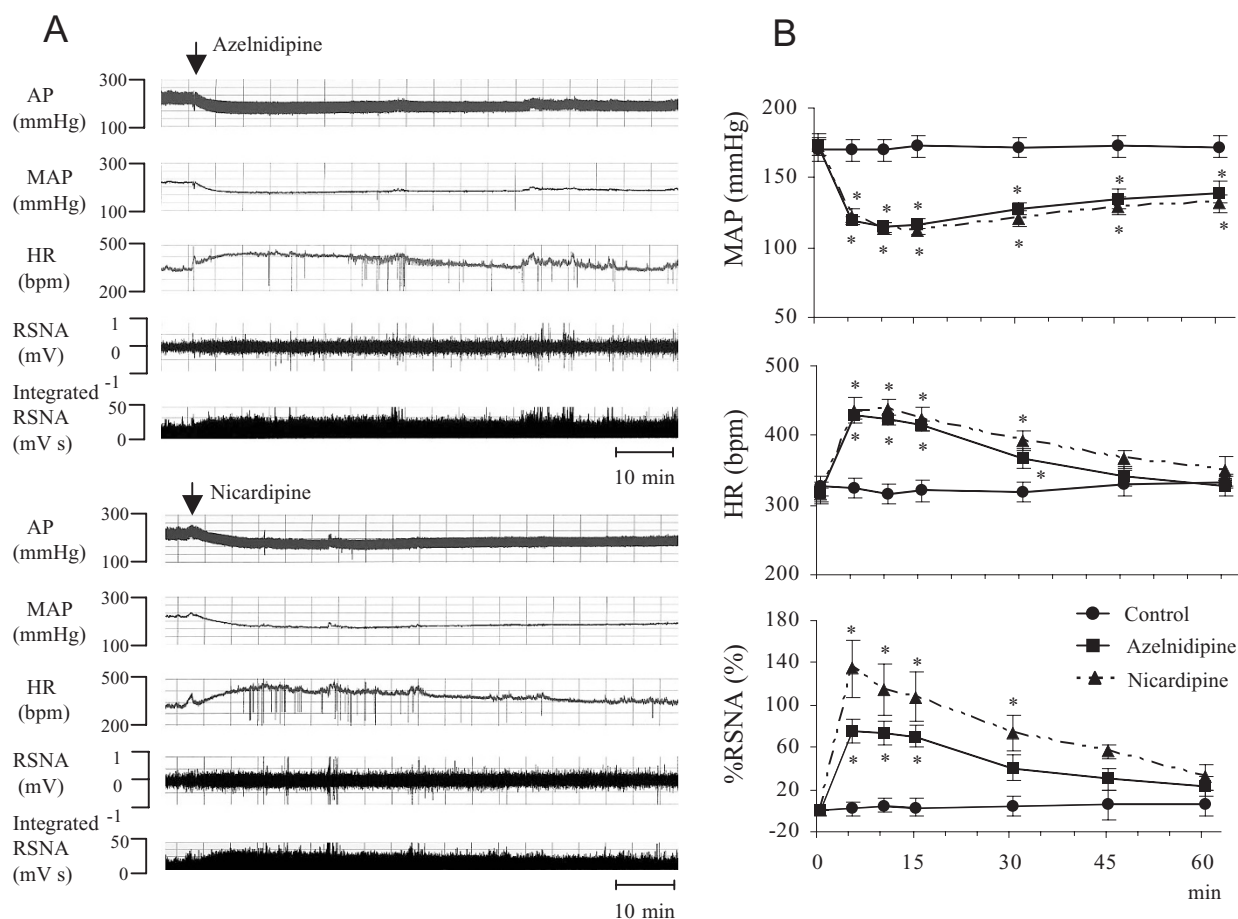 A
Azelnidipine
AP
(mmHg)
300
100
MAP
(mmHg)
300
100
HR
(bpm)
500
200
RSNA
(mV)
1
0
-1
Integrated
RSNA
(mV s)
50
0
10 min
Nicardipine
AP
(mmHg)
300
100
MAP
(mmHg)
300
100
HR
(bpm)
500
200
RSNA
(mV)
1
0
-1
Integrated
RSNA
(mV s)
50
0
10 min
B
MAP (mmHg)
200
150
100
50
* * * * * *
* * * * * *
HR (bpm)
500
400
300
200
* * * *
* * * *
%RSNA (%)
180
140
100
60
20
-20
* * * *
* * *
Control
Azelnidipine
Nicardipine
0 15 30 45 60
min